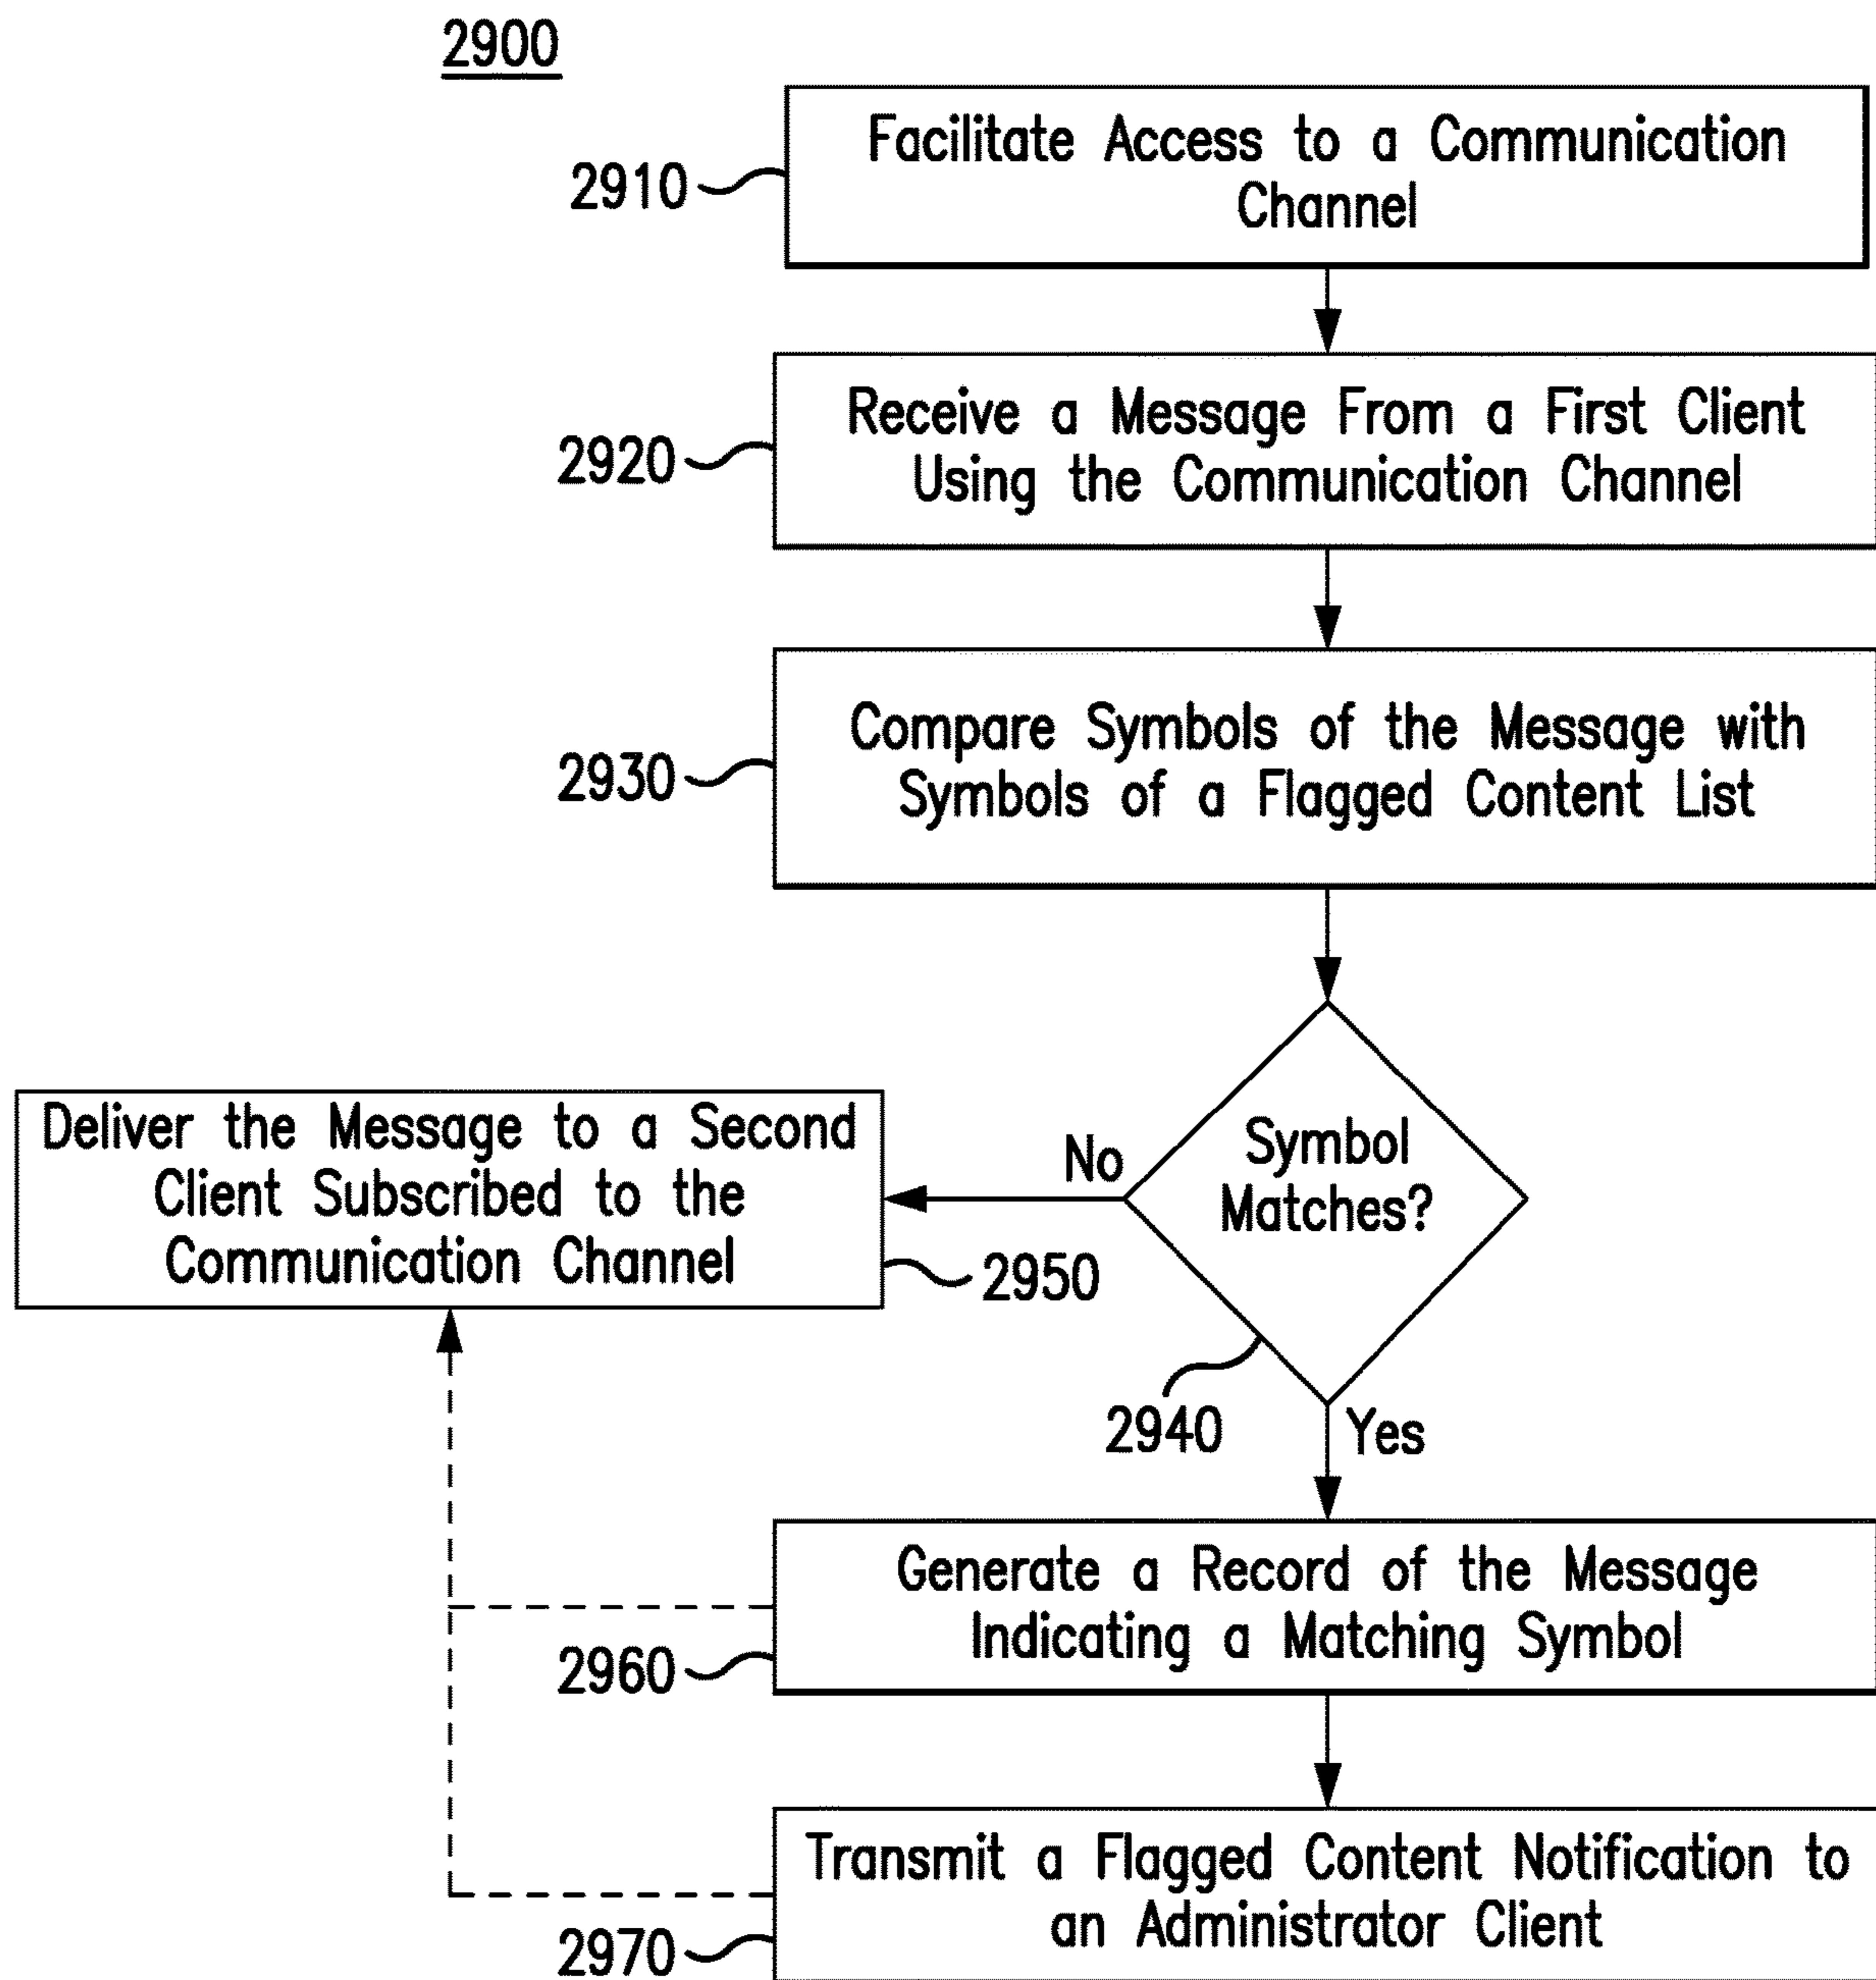 2900
Facilitate Access to a Communication
Channel
2910
Receive a Message From a First Client
Using the Communication Channel
2920
Compare Symbols of the Message with
Symbols of a Flagged Content List
2930
Symbol
Matches?
No
Deliver the Message to a Second
Client Subscribed to the
Communication Channel
2950
2940
Yes
Generate a Record of the Message
Indicating a Matching Symbol
2960
Transmit a Flagged Content Notification to
an Administrator Client
2970